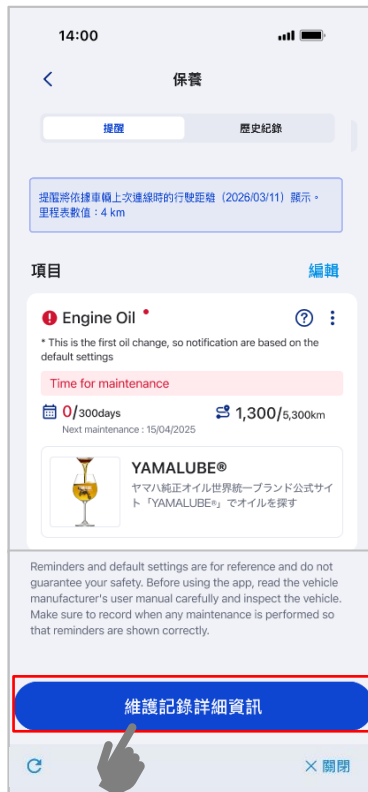 14:00
保養
提醒
歷史紀錄
提醒將依據車輛上次連線時的行駛距離（2026/03/11）顯示。
里程表數值：4 km
項目
編輯
Engine Oil
* This is the first oil change, so notification are based on the
default settings
Time for maintenance
0/300days
1,300/5,300km
Next maintenance : 15/04/2025
YAMALUBE®
ヤマハ純正オイル世界統一ブランド公式サイ
ト「YAMALUBE®」でオイルを探す
Reminders and default settings are for reference and do not
guarantee your safety. Before using the app, read the vehicle
manufacturer's user manual carefully and inspect the vehicle.
Make sure to record when any maintenance is performed so
that reminders are shown correctly.
維護記錄詳細資訊
關閉